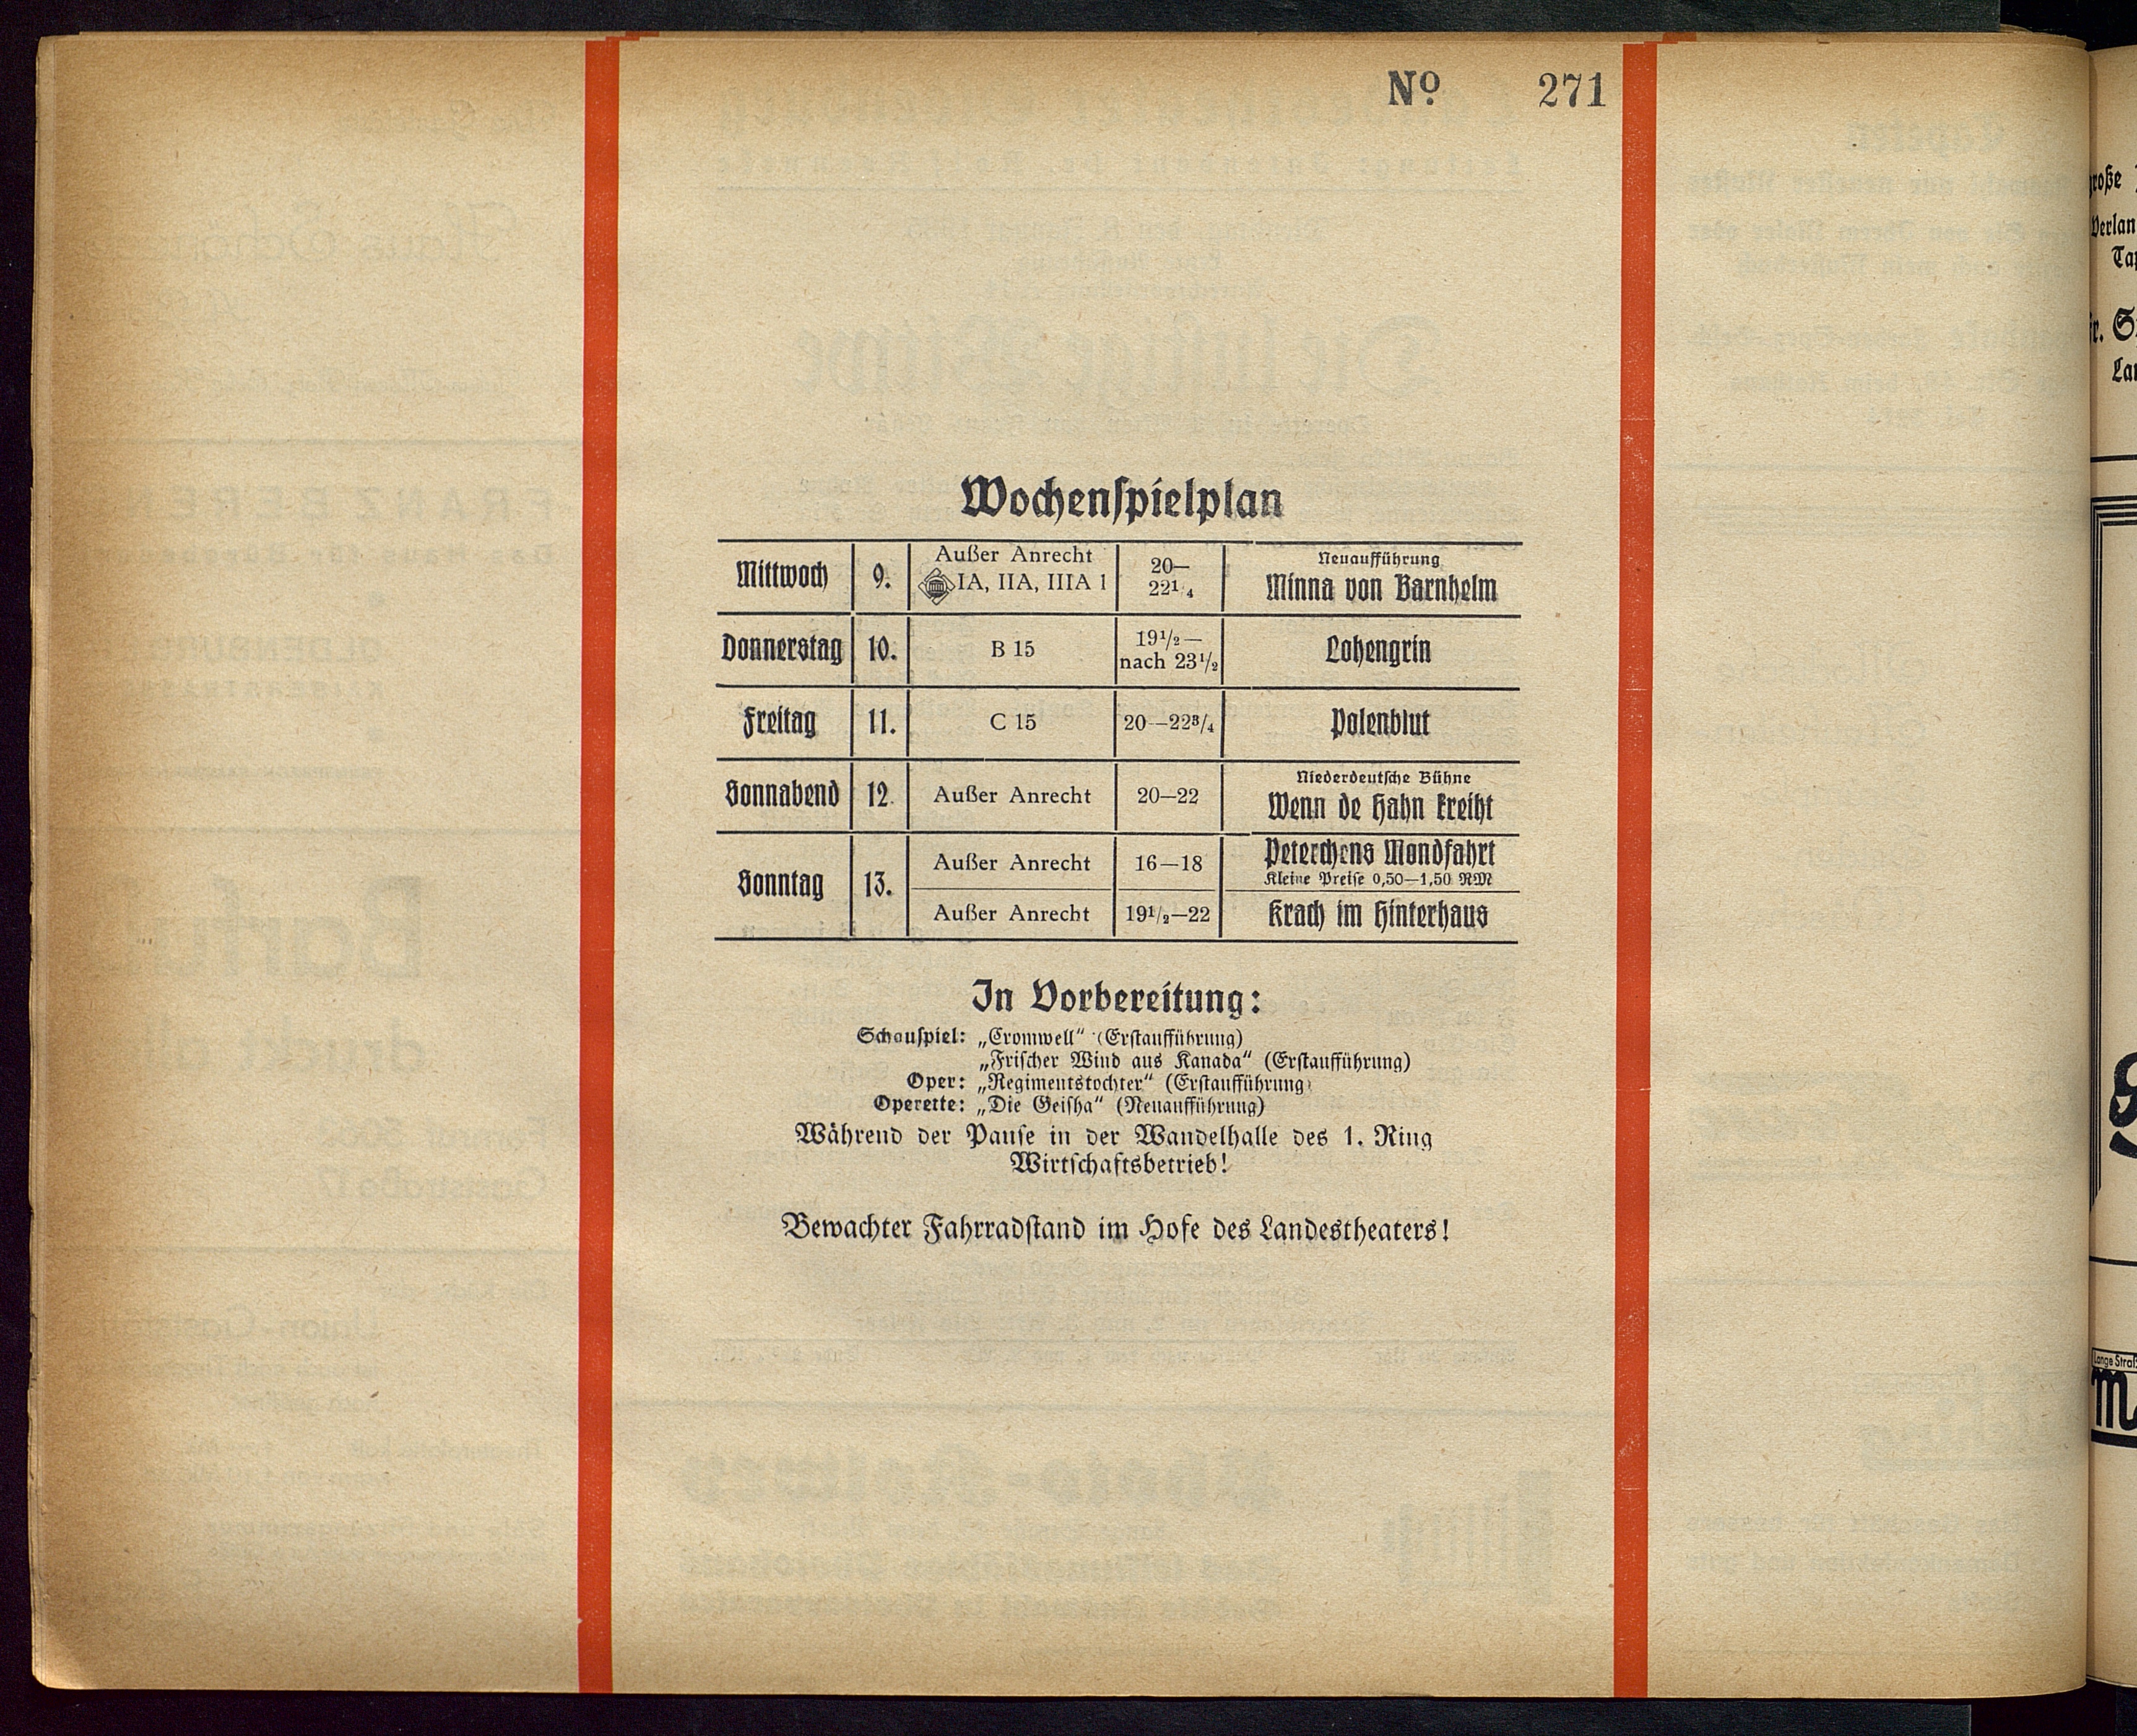 Nº 271
Wochenspielplan
Mittwoch 9. Außer Anrecht IA, IIA, IIIA 1 20—22¹/₄ Neuaufführung Minna von Barnhelm
Donnerstag 10. B 15 19¹/₂—nach 23¹/₂ Lohengrin
Freitag 11. C 15 20—22³/₄ Polenblut
Sonnabend 12. Außer Anrecht 20—22 Niederdeutsche Bühne Wenn de Hahn kreiht
Sonntag 13. Außer Anrecht 16—18 Peterchens Mondfahrt Kleine Preise 0,50—1,50 RM
Außer Anrecht 19¹/₂—22 Krach im Hinterhaus
In Vorbereitung:
Schauspiel: „Cromwell“ (Erstaufführung)
„Frischer Wind aus Kanada“ (Erstaufführung)
Oper: „Regimentstochter“ (Erstaufführung)
Operette: „Die Geisha“ (Neuaufführung)
Während der Pause in der Wandelhalle des 1. Ring
Wirtschaftsbetrieb!
Bewachter Fahrradstand im Hofe des Landestheaters!